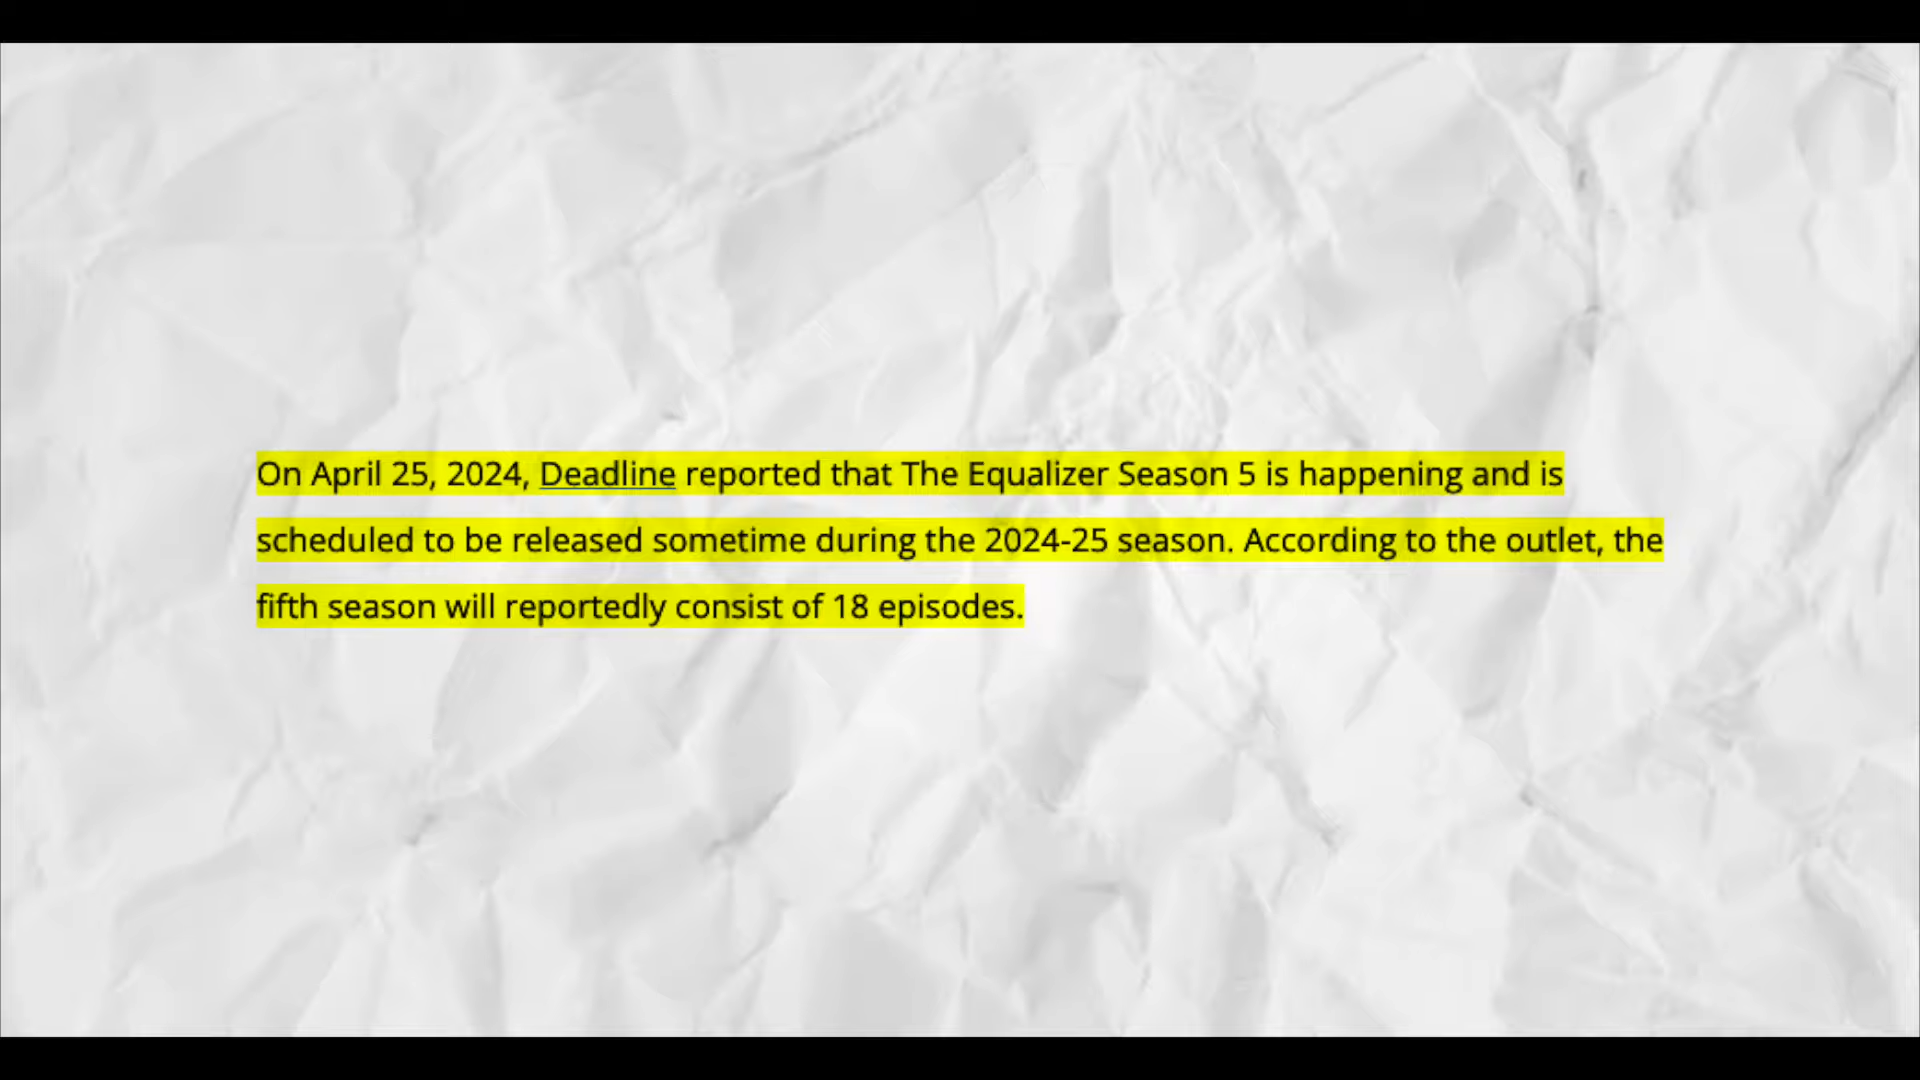 On April 25, 2024, Deadline reported that The Equalizer Season 5 is happening and is
scheduled to be released sometime during the 2024-25 season. According to the outlet, the
fifth season will reportedly consist of 18 episodes.